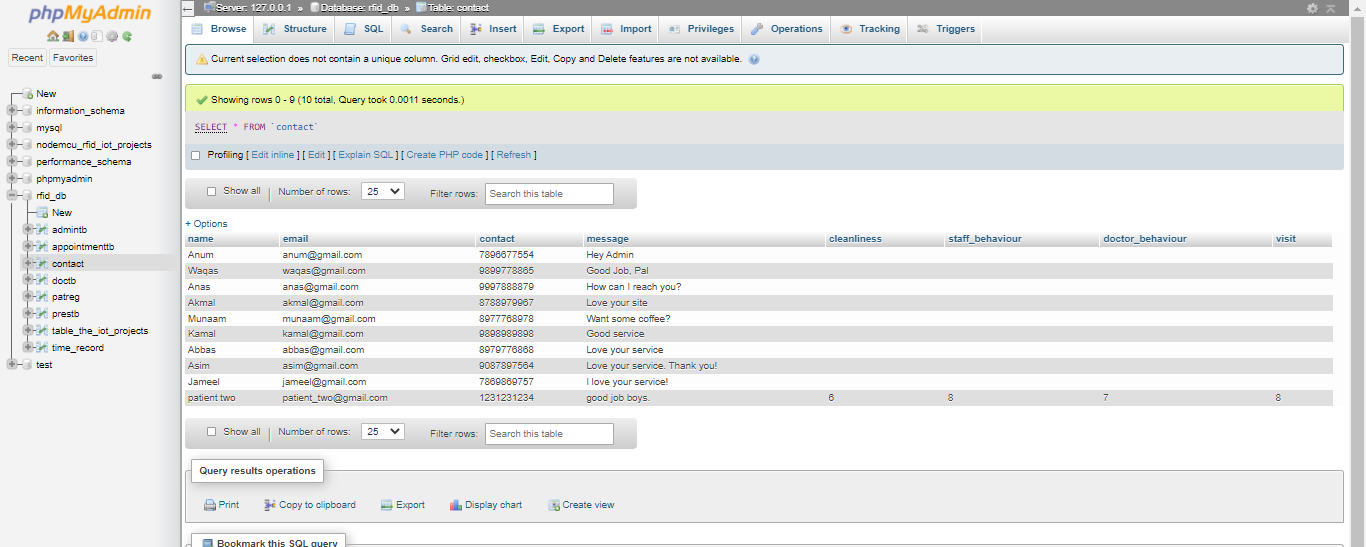 phpMyAdmin
Recent Favorites
New
information_schema
mysql
nodemcu_rfid_iot_projects
performance_schema
phpmyadmin
rfid_db
New
admintb
appointmenttb
contact
doctb
patreg
prestb
table_the_iot_projects
time_record
test
Server: 127.0.0.1 » Database: rfid_db » Table: contact
Browse Structure SQL Search Insert Export Import Privileges Operations Tracking Triggers
Current selection does not contain a unique column. Grid edit, checkbox, Edit, Copy and Delete features are not available.
Showing rows 0 - 9 (10 total, Query took 0.0011 seconds.)
SELECT * FROM `contact`
Profiling [ Edit inline ] [ Edit ] [ Explain SQL ] [ Create PHP code ] [ Refresh ]
Show all Number of rows: 25 Filter rows: Search this table
+ Options
name email contact message cleanliness staff_behaviour doctor_behaviour visit
Anum anum@gmail.com 7896677554 Hey Admin
Waqas waqas@gmail.com 9899778865 Good Job, Pal
Anas anas@gmail.com 9997888879 How can I reach you?
Akmal akmal@gmail.com 8788979967 Love your site
Munaam munaam@gmail.com 8977768978 Want some coffee?
Kamal kamal@gmail.com 9898989898 Good service
Abbas abbas@gmail.com 8979776868 Love your service
Asim asim@gmail.com 9087897564 Love your service. Thank you!
Jameel jameel@gmail.com 7869869757 I love your service!
patient two patient_two@gmail.com 1231231234 good job boys. 6 8 7 8
Show all Number of rows: 25 Filter rows: Search this table
Query results operations
Print Copy to clipboard Export Display chart Create view
Bookmark this SQL query